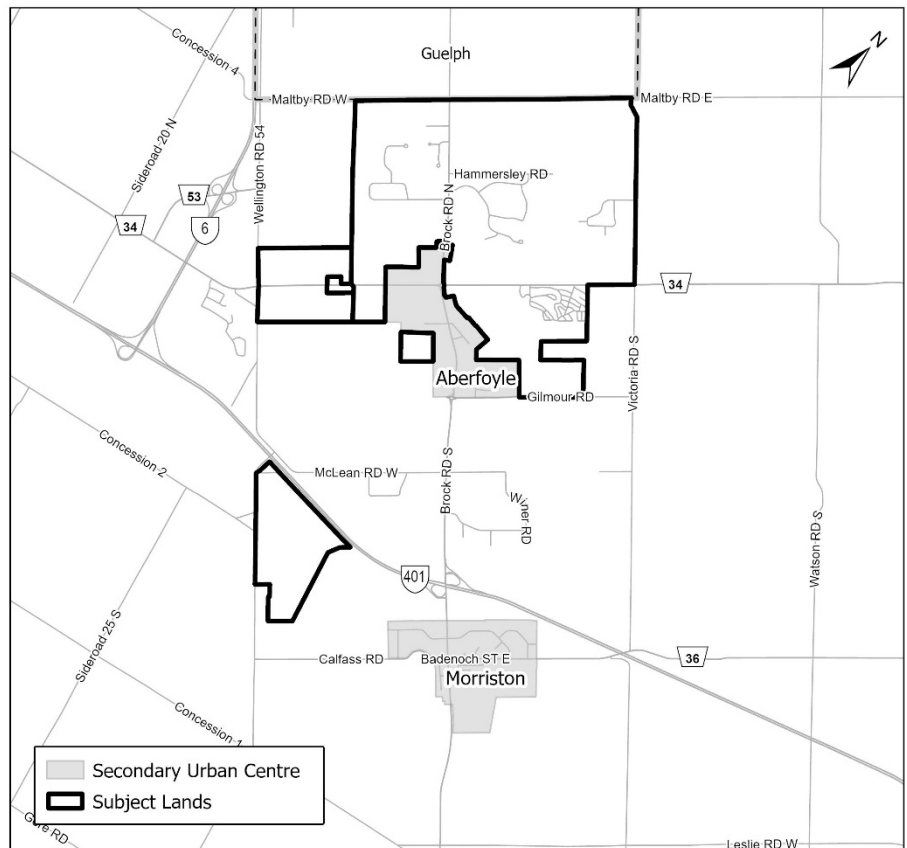 Concession 4
Guelph
N
Maltby RD W
Maltby RD E
Sideroad 20 N
Wellington RD 54
Hammersley RD
53
Brock RD N
34
6
34
Victoria RD S
Aberfoyle
Gilmour RD
Concession 2
McLean RD W
Brock RD S
Winer RD
Watson RD S
401
Sideroad 25 S
Calfass RD
Badenoch ST E
36
Morriston
Concession 1
Secondary Urban Centre
Subject Lands
Gore RD
Leslie RD W